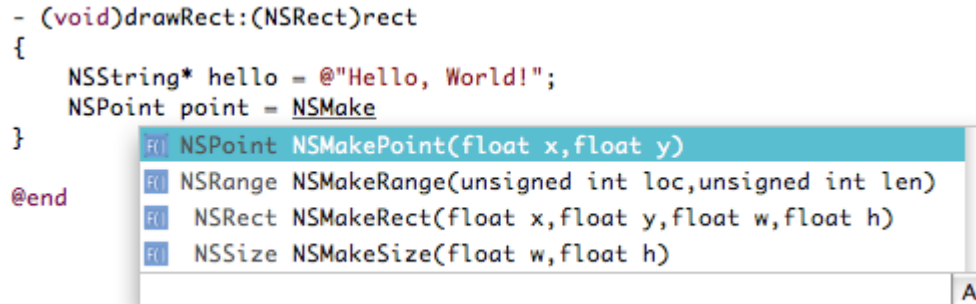 - (void)drawRect:(NSRect)rect
{
    NSString* hello = @"Hello, World!";
    NSPoint point = NSMake
}
F() NSPoint NSMakePoint(float x,float y)
F() NSRange NSMakeRange(unsigned int loc,unsigned int len)
@end
F() NSRect NSMakeRect(float x,float y,float w,float h)
F() NSSize NSMakeSize(float w,float h)
A